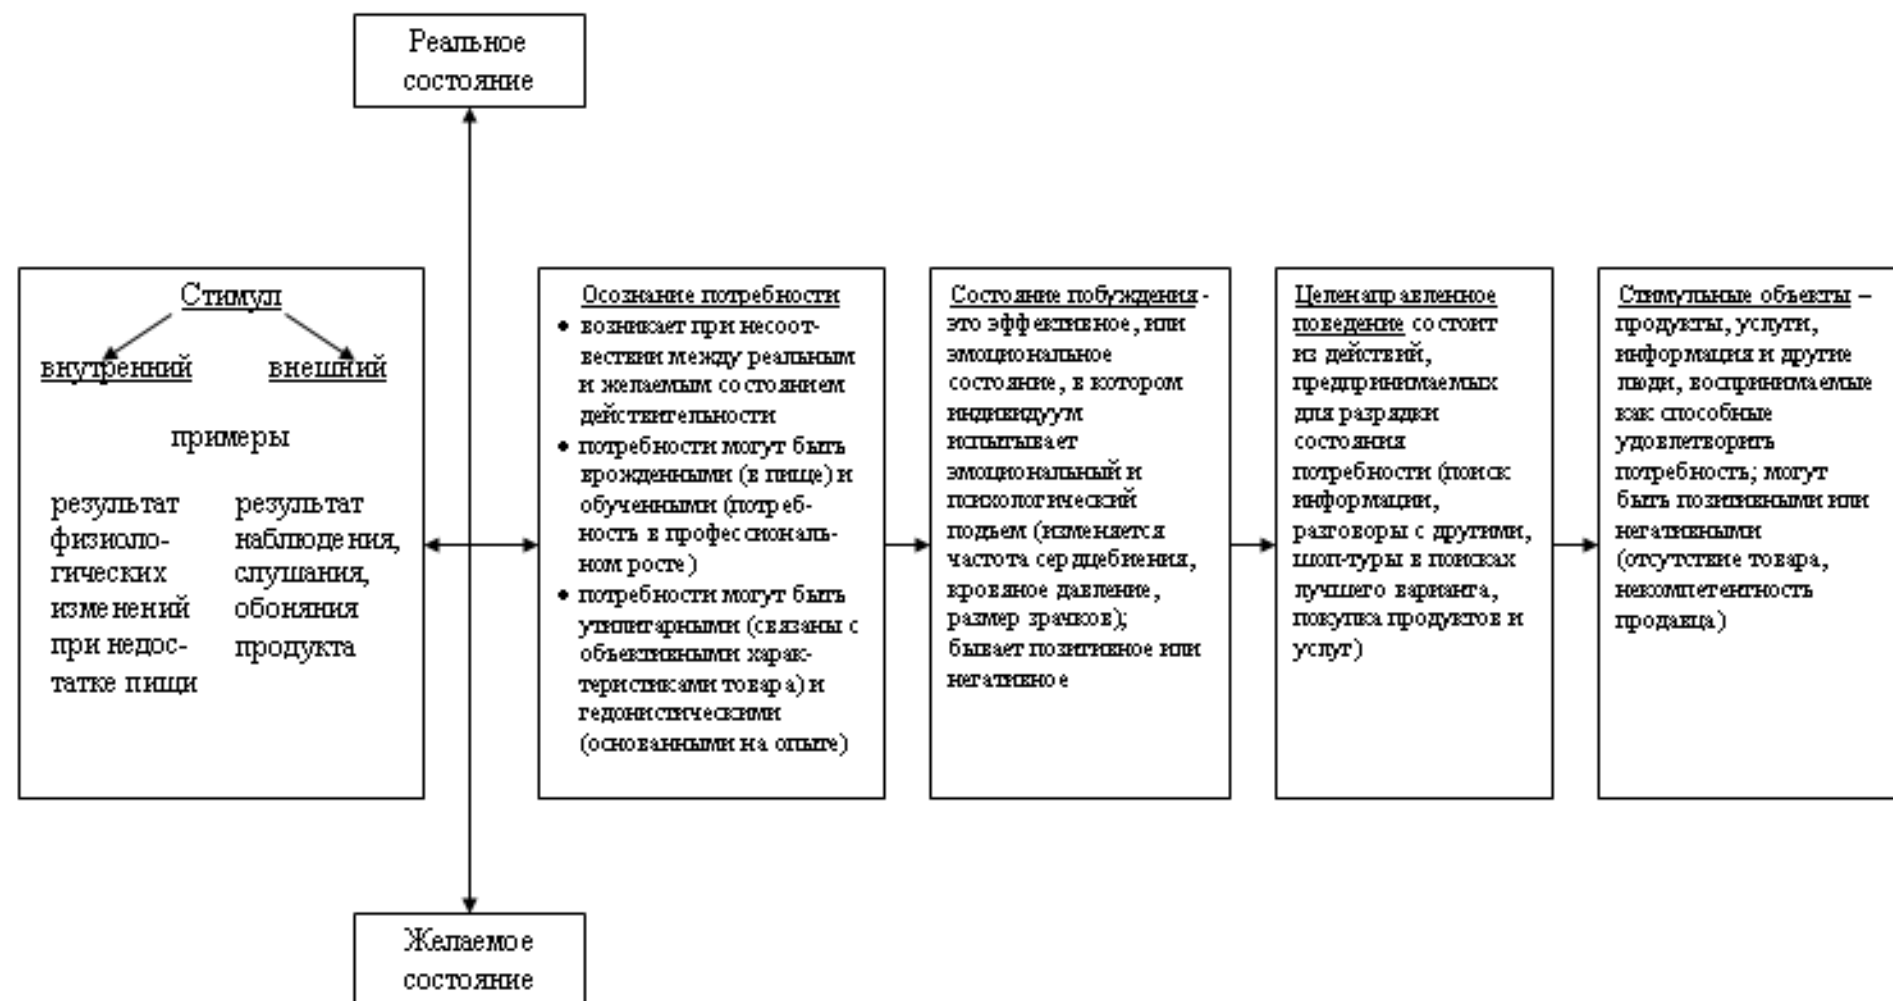 Реальное
состояние
Стимул
внутренний внешний
примеры
результат
физиоло-
гических
изменений
при недос-
татке пищи
результат
наблюдения,
слушания,
обоняния
продукта
Осознание потребности
• возникает при несоот-
вествии между реальным
и желаемым состоянием
действительности
• потребности могут быть
врожденными (в пище) и
обученными (потреб-
ность в профессиональ-
ном росте)
• потребности могут быть
утилитарными (связаны с
объективными харак-
теристиками товара) и
гедонистическими
(основанными на опыте)
Состояние побуждения -
это эффективное, или
эмоциональное
состояние, в котором
индивидуум
испытывает
эмоциональный и
психологический
подъем (изменяется
частота сердцебиения,
кровяное давление,
размер зрачков);
бывает позитивное или
негативное
Целенаправленное
поведение состоит
из действий,
предпринимаемых
для разрядки
состояния
потребности (поиск
информации,
разговоры с другими,
шоп-туры в поисках
лучшего варианта,
покупка продуктов и
услуг)
Стимульные объекты –
продукты, услуги,
информация и другие
люди, воспринимаемые
как способные
удовлетворить
потребность; могут
быть позитивными или
негативными
(отсутствие товара,
некомпетентность
продавца)
Желаемое
состояние